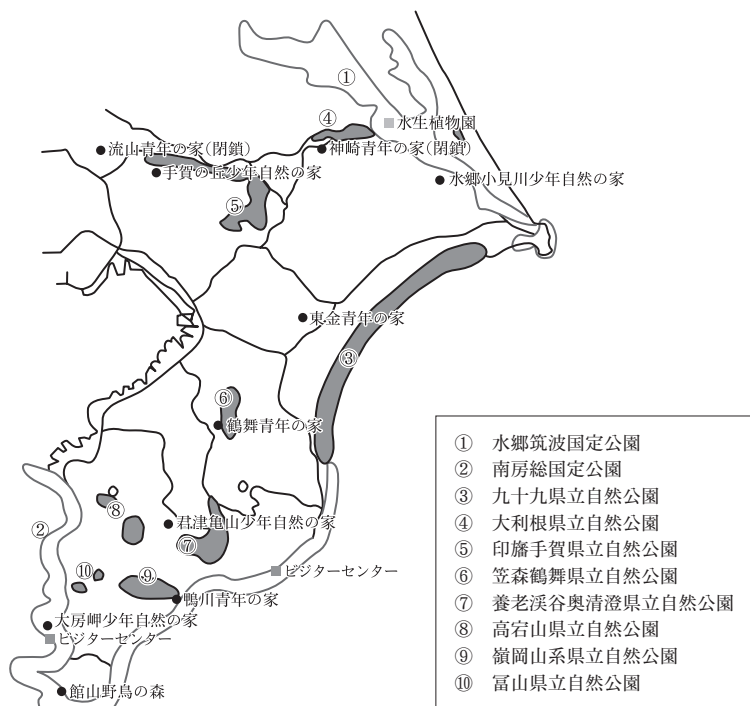 ①
④
水生植物園
流山青年の家（閉鎖）
神崎青年の家（閉鎖）
手賀の丘少年自然の家
水郷小見川少年自然の家
⑤
東金青年の家
③
⑥
鶴舞青年の家
②
⑧
君津亀山少年自然の家
⑦
⑩
⑨
ビジターセンター
鴨川青年の家
大房岬少年自然の家
ビジターセンター
館山野鳥の森
① 水郷筑波国定公園
② 南房総国定公園
③ 九十九県立自然公園
④ 大利根県立自然公園
⑤ 印旛手賀県立自然公園
⑥ 笠森鶴舞県立自然公園
⑦ 養老渓谷奥清澄県立自然公園
⑧ 高宕山県立自然公園
⑨ 嶺岡山系県立自然公園
⑩ 冨山県立自然公園